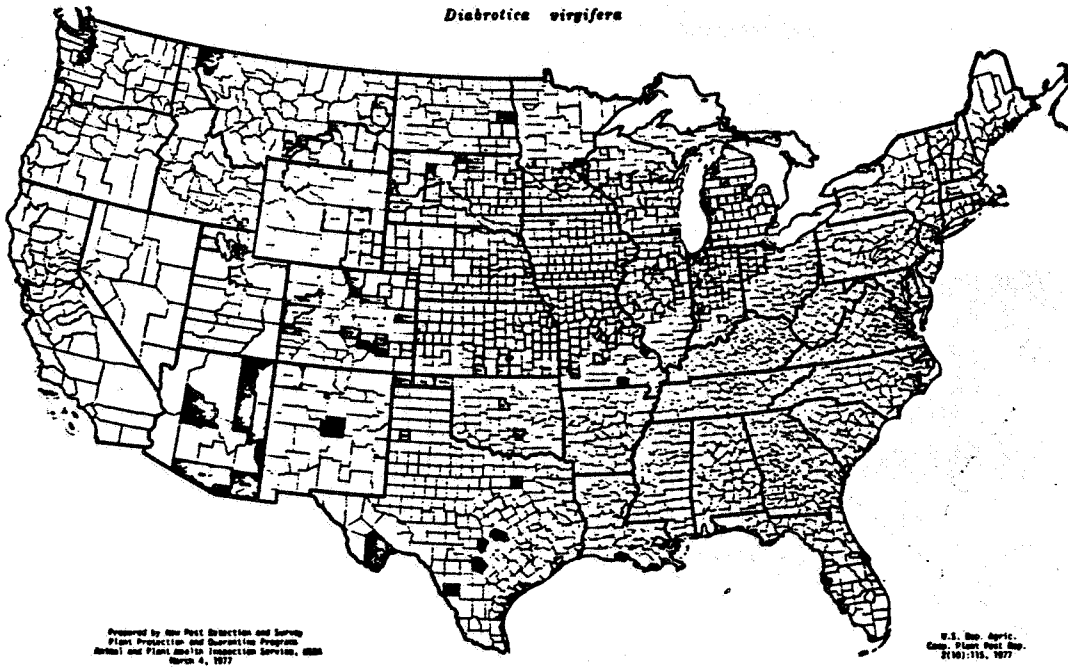 Diabrotica virgifera
Prepared by New Pest Detection and Survey
Plant Protection and Quarantine Programs
Animal and Plant Health Inspection Service, USDA
March 4, 1977
U.S. Dep. Agric.
Coop. Plant Pest Rep.
2(10):115, 1977